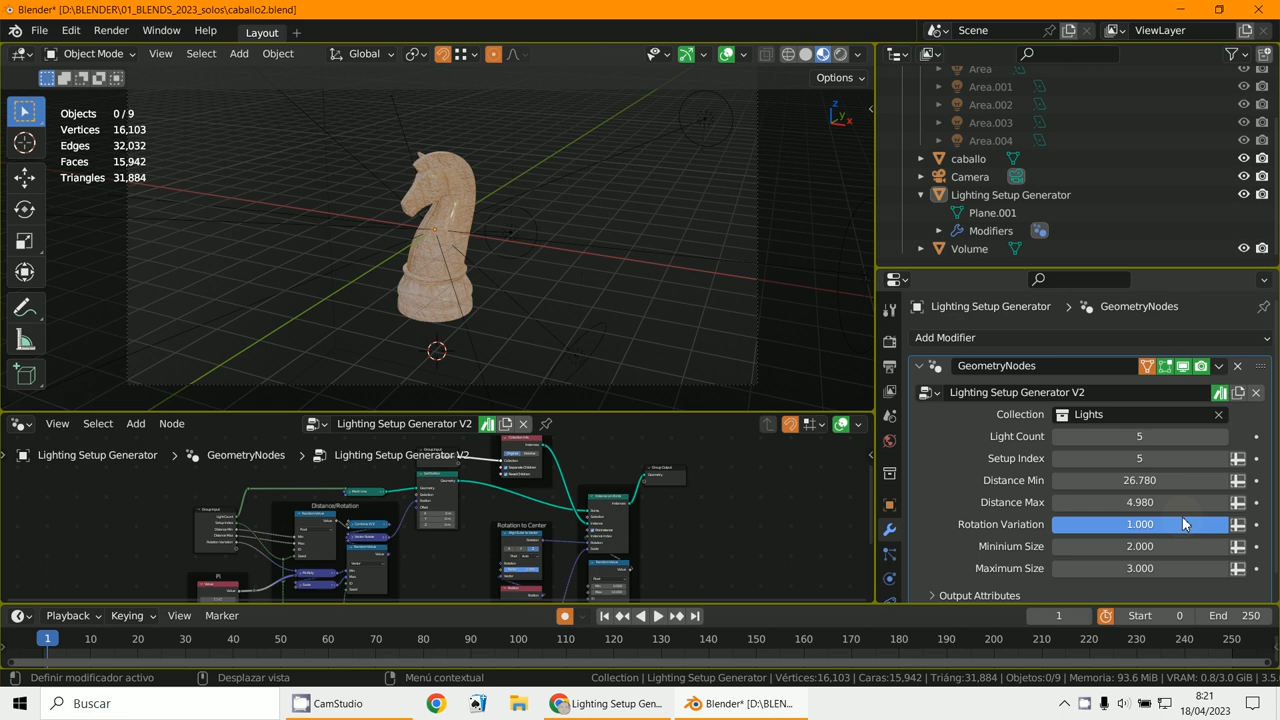 Blender* [D:\BLENDER\01_BLENDS_2023_solos\caballo2.blend]
File Edit Render Window Help Layout + Scene ViewLayer
Object Mode View Select Add Object Global
Options
Objects 0 / 9
Vertices 16,103
Edges 32,032
Faces 15,942
Triangles 31,884
Z
Y
X
Area
Area.001
Area.002
Area.003
Area.004
caballo
Camera
Lighting Setup Generator
Plane.001
Modifiers
Volume
Lighting Setup Generator > GeometryNodes
Add Modifier
GeometryNodes
Lighting Setup Generator V2
Collection Lights
Light Count 5
Setup Index 5
Distance Min 26.780
Distance Max 4.980
Rotation Variation 1.000
Mininium Size 2.000
Maximum Size 3.000
Output Attributes
View Add Node Lighting Setup Generator V2
Lighting Setup Generator > GeometryNodes > Lighting Setup Generator V2
Distance/Rotation
Rotation to Center
PI
Playback Keying View Marker 1 Start 0 End 250
1 10 20 30 40 50 60 70 80 90 100 110 120 130 140 150 160 170 180 190 200 210 220 230 240 250
Definir modificador activo Desplazar vista Menú contextual Collection | Lighting Setup Generator | Vértices:16,103 | Caras:15,942 | Triáng:31,884 | Objetos:0/9 | Memoria: 93.6 MiB | VRAM: 0.8/3.0 GiB | 3.5.
Buscar CamStudio Lighting Setup Gen... Blender* [D:\BLEN...
8:21
18/04/2023